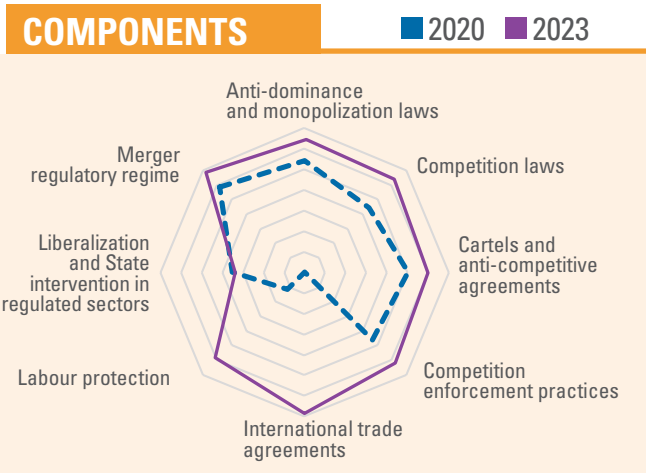 COMPONENTS
2020 2023
Anti-dominance
and monopolization laws
Competition laws
Cartels and
anti-competitive
agreements
Competition
enforcement practices
International trade
agreements
Labour protection
Liberalization
and State
intervention in
regulated sectors
Merger
regulatory regime